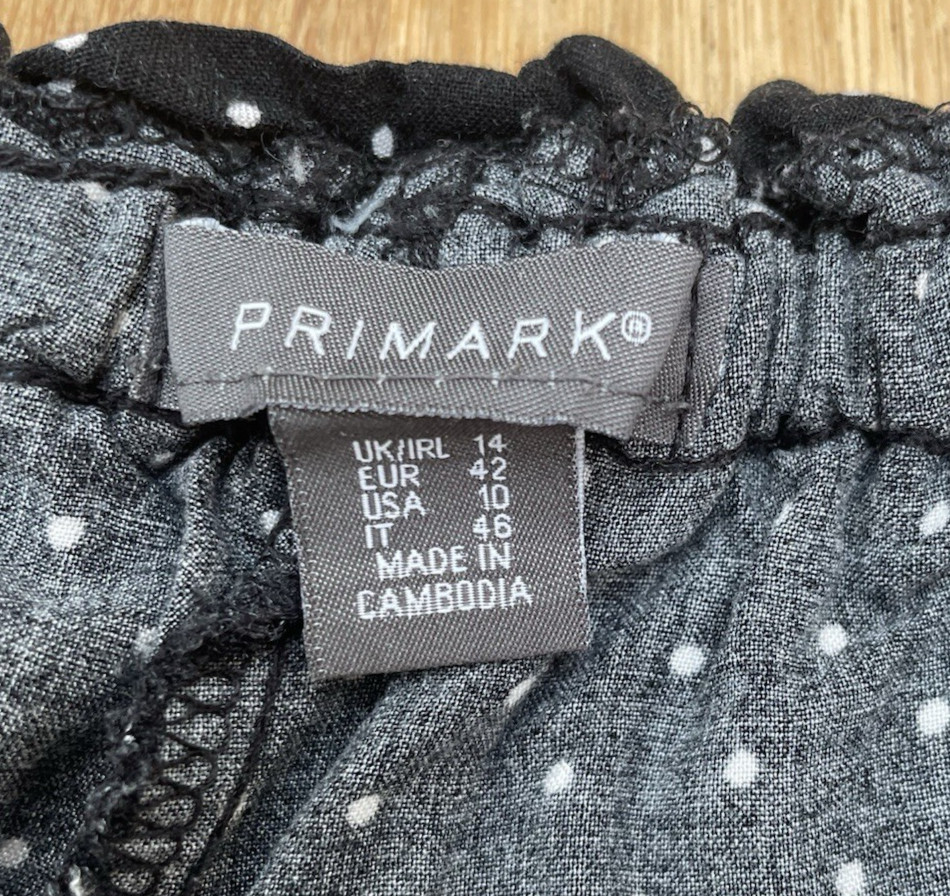 PRIMARK®
UK/IRL 14
EUR 42
USA 10
IT 46
MADE IN
CAMBODIA